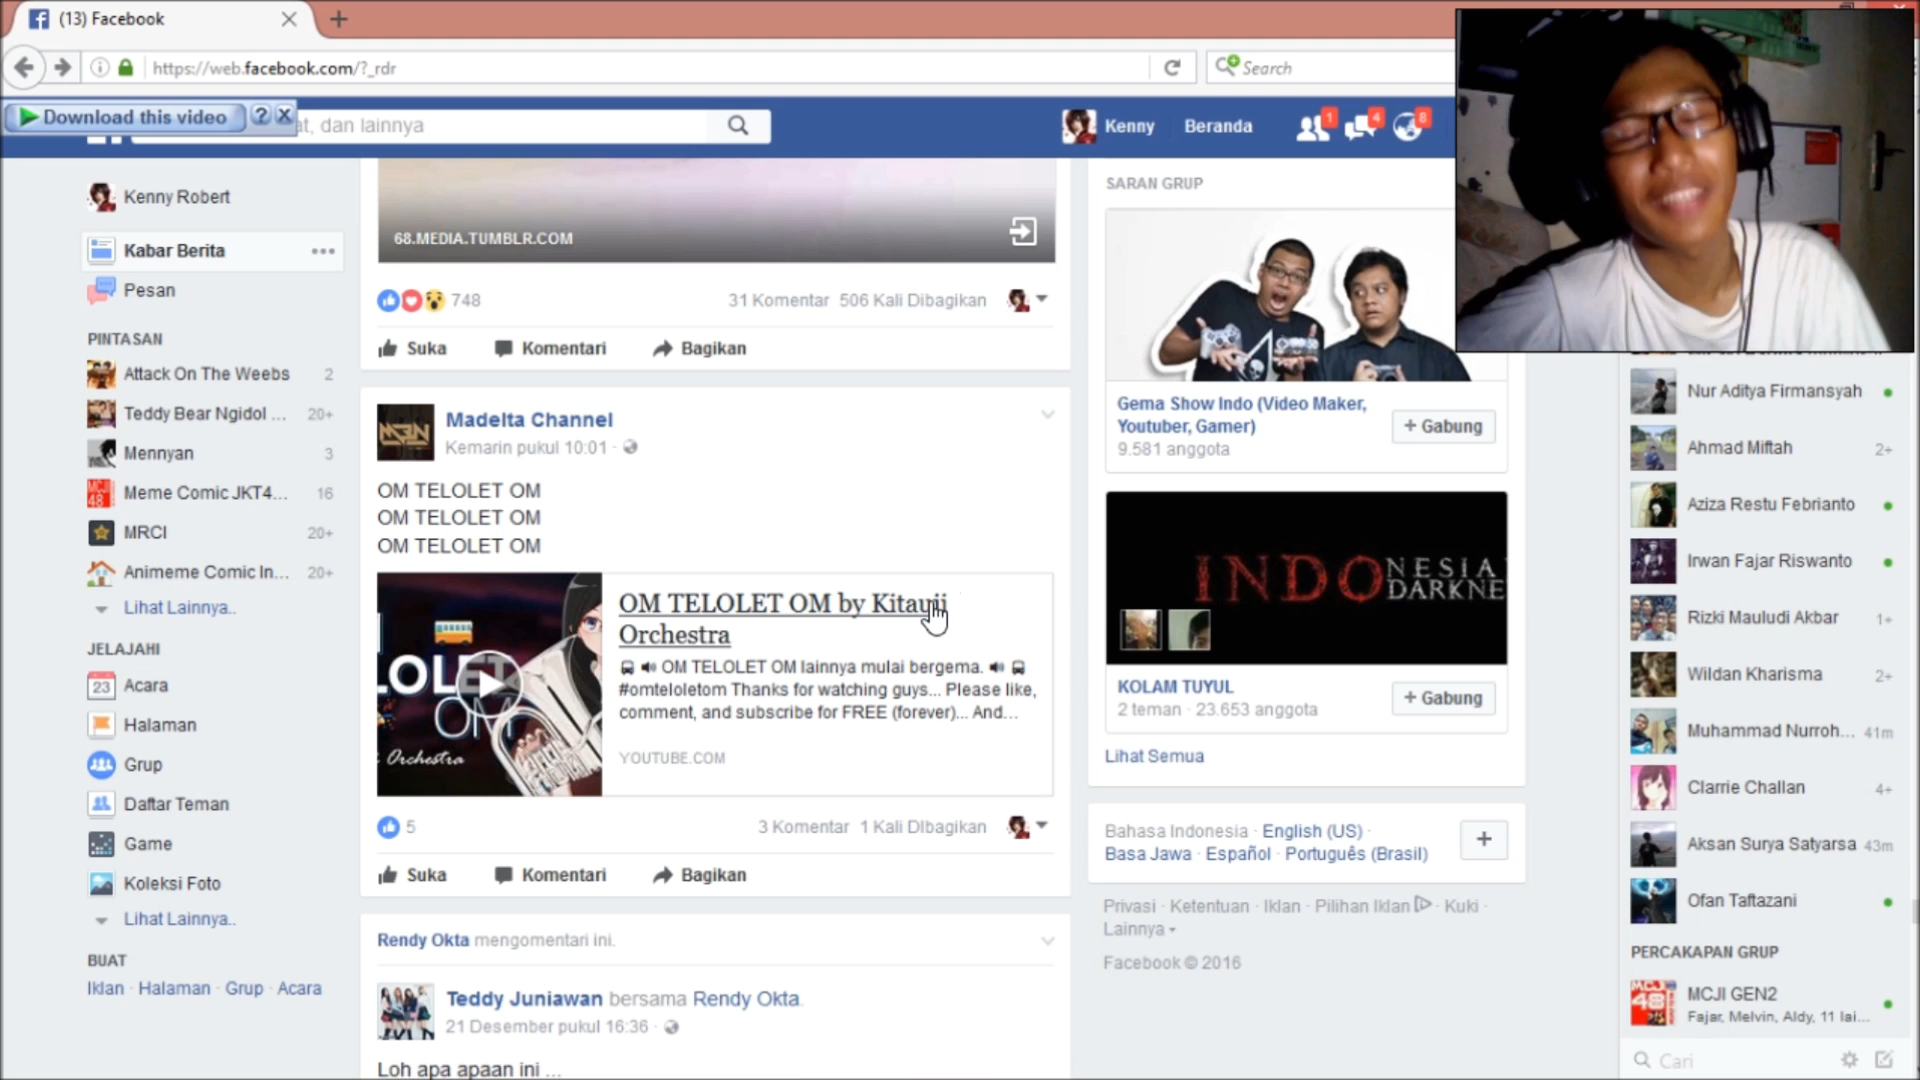 (13) Facebook
https://web.facebook.com/?_rdr
Search
Download this video
at, dan lainnya
Kenny
Beranda
1
4
8
Kenny Robert
Kabar Berita
Pesan
PINTASAN
Attack On The Weebs 2
Teddy Bear Ngidol ... 20+
Mennyan 3
Meme Comic JKT4... 16
MRCI 20+
Animeme Comic In... 20+
Lihat Lainnya..
JELAJAHI
23 Acara
Halaman
Grup
Daftar Teman
Game
Koleksi Foto
Lihat Lainnya..
BUAT
Iklan · Halaman · Grup · Acara
68.MEDIA.TUMBLR.COM
748
31 Komentar 506 Kali Dibagikan
Suka Komentari Bagikan
Madelta Channel
Kemarin pukul 10:01 ·
OM TELOLET OM
OM TELOLET OM
OM TELOLET OM
OM TELOLET OM by Kitauji
Orchestra
OM TELOLET OM lainnya mulai bergema.
#omteloletom Thanks for watching guys... Please like,
comment, and subscribe for FREE (forever)... And...
YOUTUBE.COM
OM
Orchestra
5
3 Komentar 1 Kali DIbagikan
Suka Komentari Bagikan
Rendy Okta mengomentari ini.
Teddy Juniawan bersama Rendy Okta.
21 Desember pukul 16:36 ·
Loh apa apaan ini ...
SARAN GRUP
Gema Show Indo (Video Maker,
Youtuber, Gamer)
9.581 anggota
+ Gabung
INDONESIA
DARKNE
KOLAM TUYUL
2 teman · 23.653 anggota
+ Gabung
Lihat Semua
Bahasa Indonesia · English (US) ·
Basa Jawa · Español · Português (Brasil)
Privasi · Ketentuan · Iklan · Pilihan Iklan · Kuki ·
Lainnya
Facebook © 2016
Nur Aditya Firmansyah
Ahmad Miftah 2+
Aziza Restu Febrianto
Irwan Fajar Riswanto
Rizki Mauludi Akbar 1+
Wildan Kharisma 2+
Muhammad Nurroh... 41m
Clarrie Challan 4+
Aksan Surya Satyarsa 43m
Ofan Taftazani
PERCAKAPAN GRUP
MCJI GEN2
Fajar, Melvin, Aldy, 11 lai...
Cari